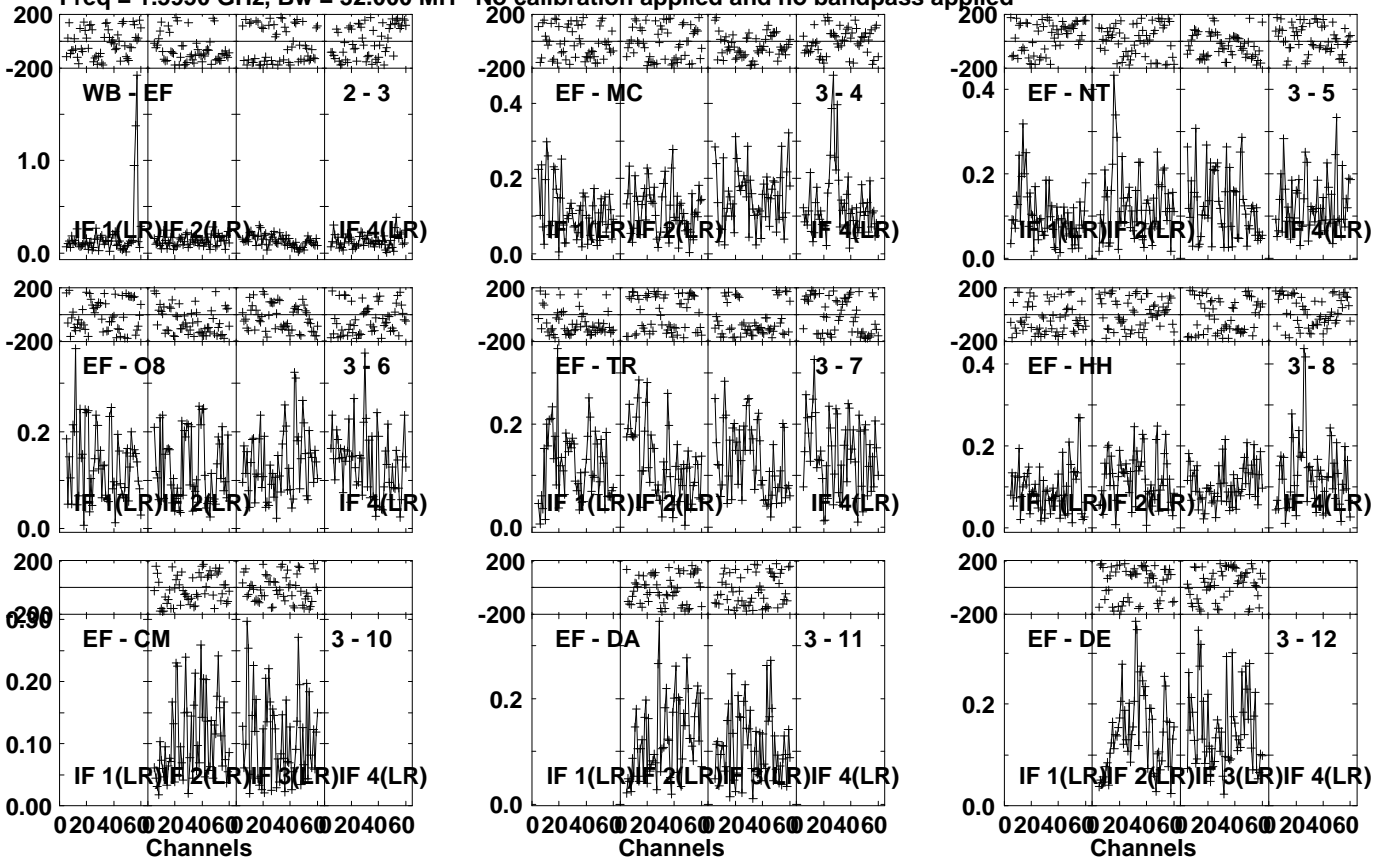 Freq = 1.5950 GHz, Bw = 32.000 MH No calibration applied and no bandpass applied
200 200 200
-200 -200 -200
WB - EF 2 - 3 EF - MC 3 - 4 EF - NT 3 - 5
0.4 0.4
1.0 0.2 0.2
IF 1(LR) IF 2(LR) IF 4(LR) IF 1(LR) IF 2(LR) IF 4(LR) IF 1(LR) IF 2(LR) IF 4(LR)
0.0 0.0 0.0
200 200 200
-200 -200 -200
EF - O8 3 - 6 EF - TR 3 - 7 EF - HH 3 - 8
0.4
0.2 0.2 0.2
IF 1(LR) IF 2(LR) IF 4(LR) IF 1(LR) IF 2(LR) IF 4(LR) IF 1(LR) IF 2(LR) IF 4(LR)
0.0 0.0 0.0
200 200 200
-200 -200 -200
0.30
EF - CM 3 - 10 EF - DA 3 - 11 EF - DE 3 - 12
0.20 0.2 0.2
0.10
IF 1(LR) IF 2(LR) IF 3(LR) IF 4(LR) IF 1(LR) IF 2(LR) IF 3(LR) IF 4(LR) IF 1(LR) IF 2(LR) IF 3(LR) IF 4(LR)
0.00 0.0 0.0
0 20 40 60 0 20 40 60 0 20 40 60 0 20 40 60 0 20 40 60 0 20 40 60 0 20 40 60 0 20 40 60 0 20 40 60 0 20 40 60 0 20 40 60 0 20 40 60
Channels Channels Channels